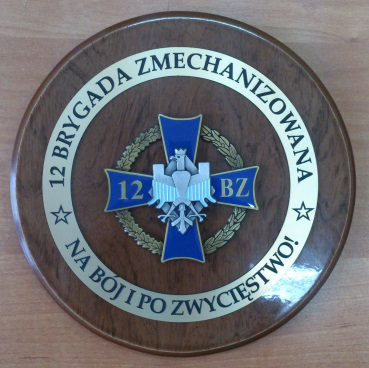 12 BRYGADA ZMECHANIZOWANA
12 BZ
NA BÓJ I PO ZWYCIĘSTWO!